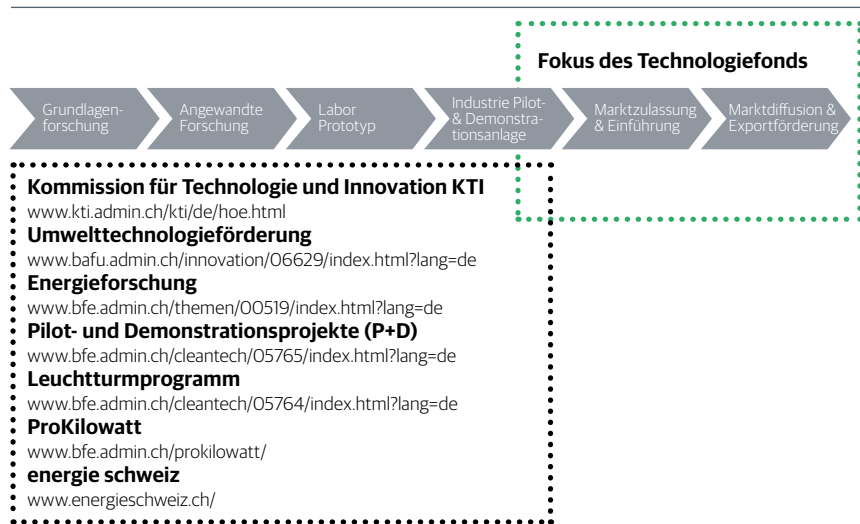 Fokus des Technologiefonds
Grundlagen-
forschung
Angewandte
Forschung
Labor
Prototyp
Industrie Pilot-
& Demonstra-
tionsanlage
Marktzulassung
& Einführung
Marktdiffusion &
Exportförderung
Kommission für Technologie und Innovation KTI
www.kti.admin.ch/kti/de/hoe.html
Umwelttechnologieförderung
www.bafu.admin.ch/innovation/06629/index.html?lang=de
Energieforschung
www.bfe.admin.ch/themen/00519/index.html?lang=de
Pilot- und Demonstrationsprojekte (P+D)
www.bfe.admin.ch/cleantech/05765/index.html?lang=de
Leuchtturmprogramm
www.bfe.admin.ch/cleantech/05764/index.html?lang=de
ProKilowatt
www.bfe.admin.ch/prokilowatt/
energie schweiz
www.energieschweiz.ch/